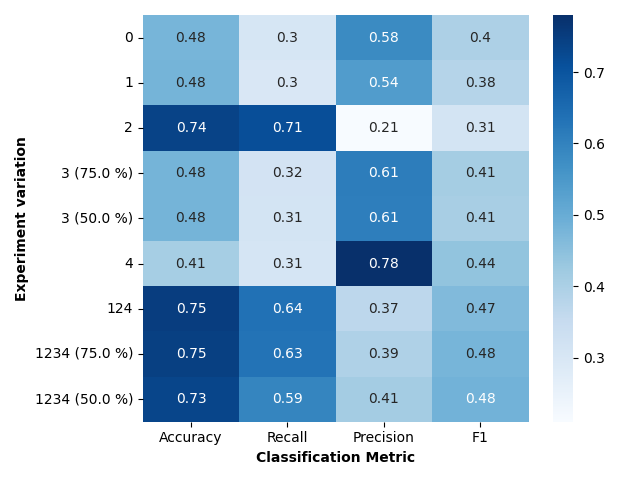 Experiment variation
0 0.48 0.3 0.58 0.4
1 0.48 0.3 0.54 0.38
2 0.74 0.71 0.21 0.31
3 (75.0 %) 0.48 0.32 0.61 0.41
3 (50.0 %) 0.48 0.31 0.61 0.41
4 0.41 0.31 0.78 0.44
124 0.75 0.64 0.37 0.47
1234 (75.0 %) 0.75 0.63 0.39 0.48
1234 (50.0 %) 0.73 0.59 0.41 0.48
Accuracy Recall Precision F1
Classification Metric
0.7
0.6
0.5
0.4
0.3